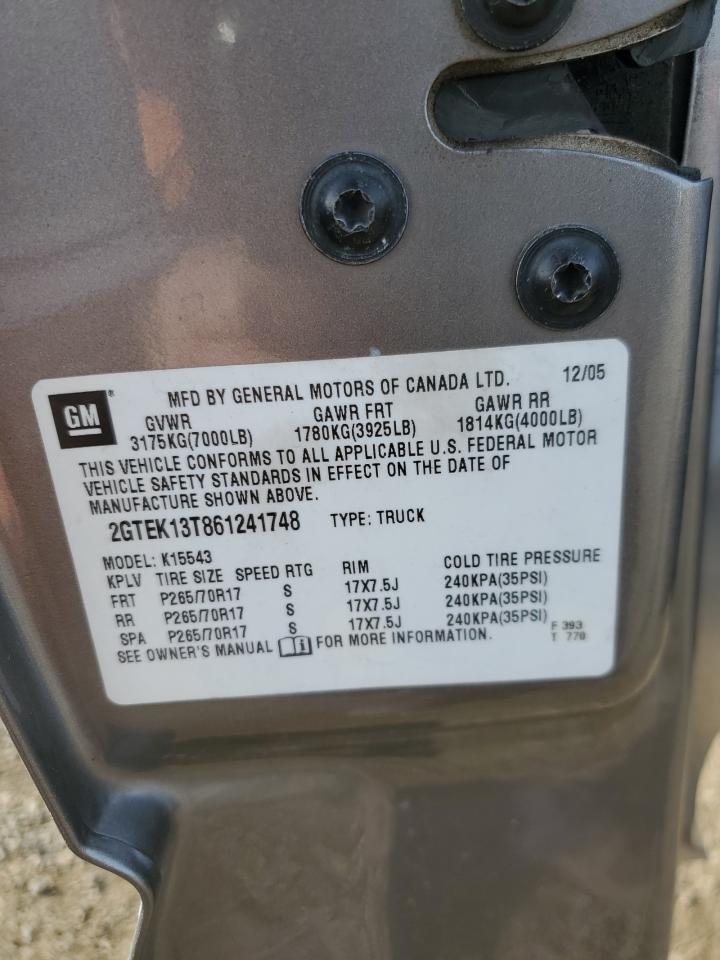 GM ® MFD BY GENERAL MOTORS OF CANADA LTD. 12/05
GVWR GAWR FRT GAWR RR
3175KG(7000LB) 1780KG(3925LB) 1814KG(4000LB)
THIS VEHICLE CONFORMS TO ALL APPLICABLE U.S. FEDERAL MOTOR
VEHICLE SAFETY STANDARDS IN EFFECT ON THE DATE OF
MANUFACTURE SHOWN ABOVE.
2GTEK13T861241748 TYPE: TRUCK
MODEL: K15543
KPLV TIRE SIZE SPEED RTG RIM COLD TIRE PRESSURE
FRT P265/70R17 S 17X7.5J 240KPA(35PSI)
RR P265/70R17 S 17X7.5J 240KPA(35PSI)
SPA P265/70R17 S 17X7.5J 240KPA(35PSI)
SEE OWNER'S MANUAL i FOR MORE INFORMATION.
F 393
T 770